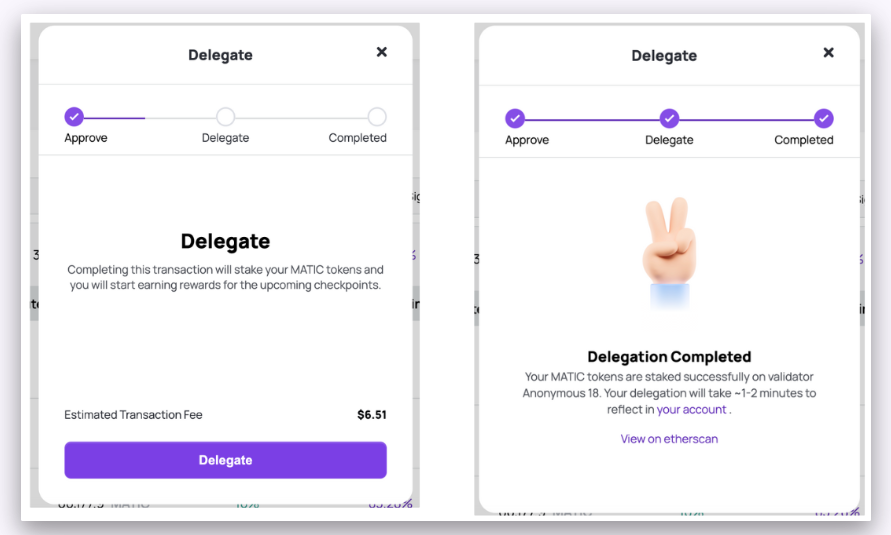 Delegate
Approve
Delegate
Completed
Delegate
Completing this transaction will stake your MATIC tokens and
you will start earning rewards for the upcoming checkpoints.
Estimated Transaction Fee $6.51
Delegate
Delegate
Approve
Delegate
Completed
Delegation Completed
Your MATIC tokens are staked successfully on validator
Anonymous 18. Your delegation will take ~1-2 minutes to
reflect in your account .
View on etherscan